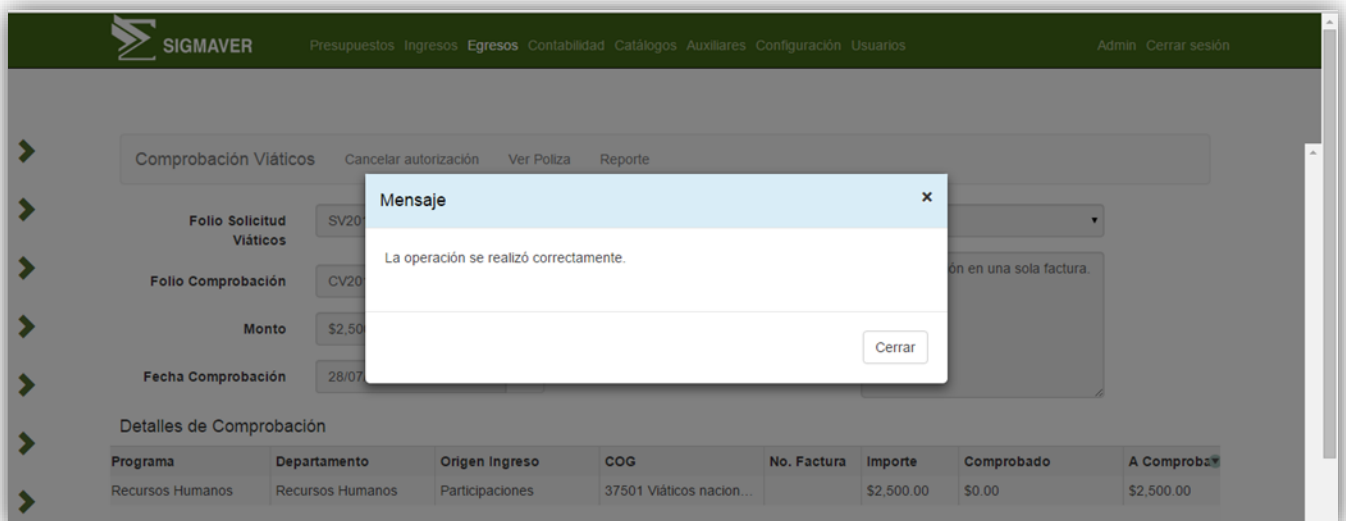 SIGMAVER Presupuestos Ingresos Egresos Contabilidad Catálogos Auxiliares Configuración Usuarios Admin Cerrar sesión
Comprobación Viáticos Cancelar autorización Ver Poliza Reporte
Mensaje ×
La operación se realizó correctamente.
Cerrar
Folio Solicitud
Viáticos
SV201
Folio Comprobación CV20
ón en una sola factura.
Monto $2,50
Fecha Comprobación 28/07
Detalles de Comprobación
Programa Departamento Origen Ingreso COG No. Factura Importe Comprobado A Comproba
Recursos Humanos Recursos Humanos Participaciones 37501 Viáticos nacion... $2,500.00 $0.00 $2,500.00